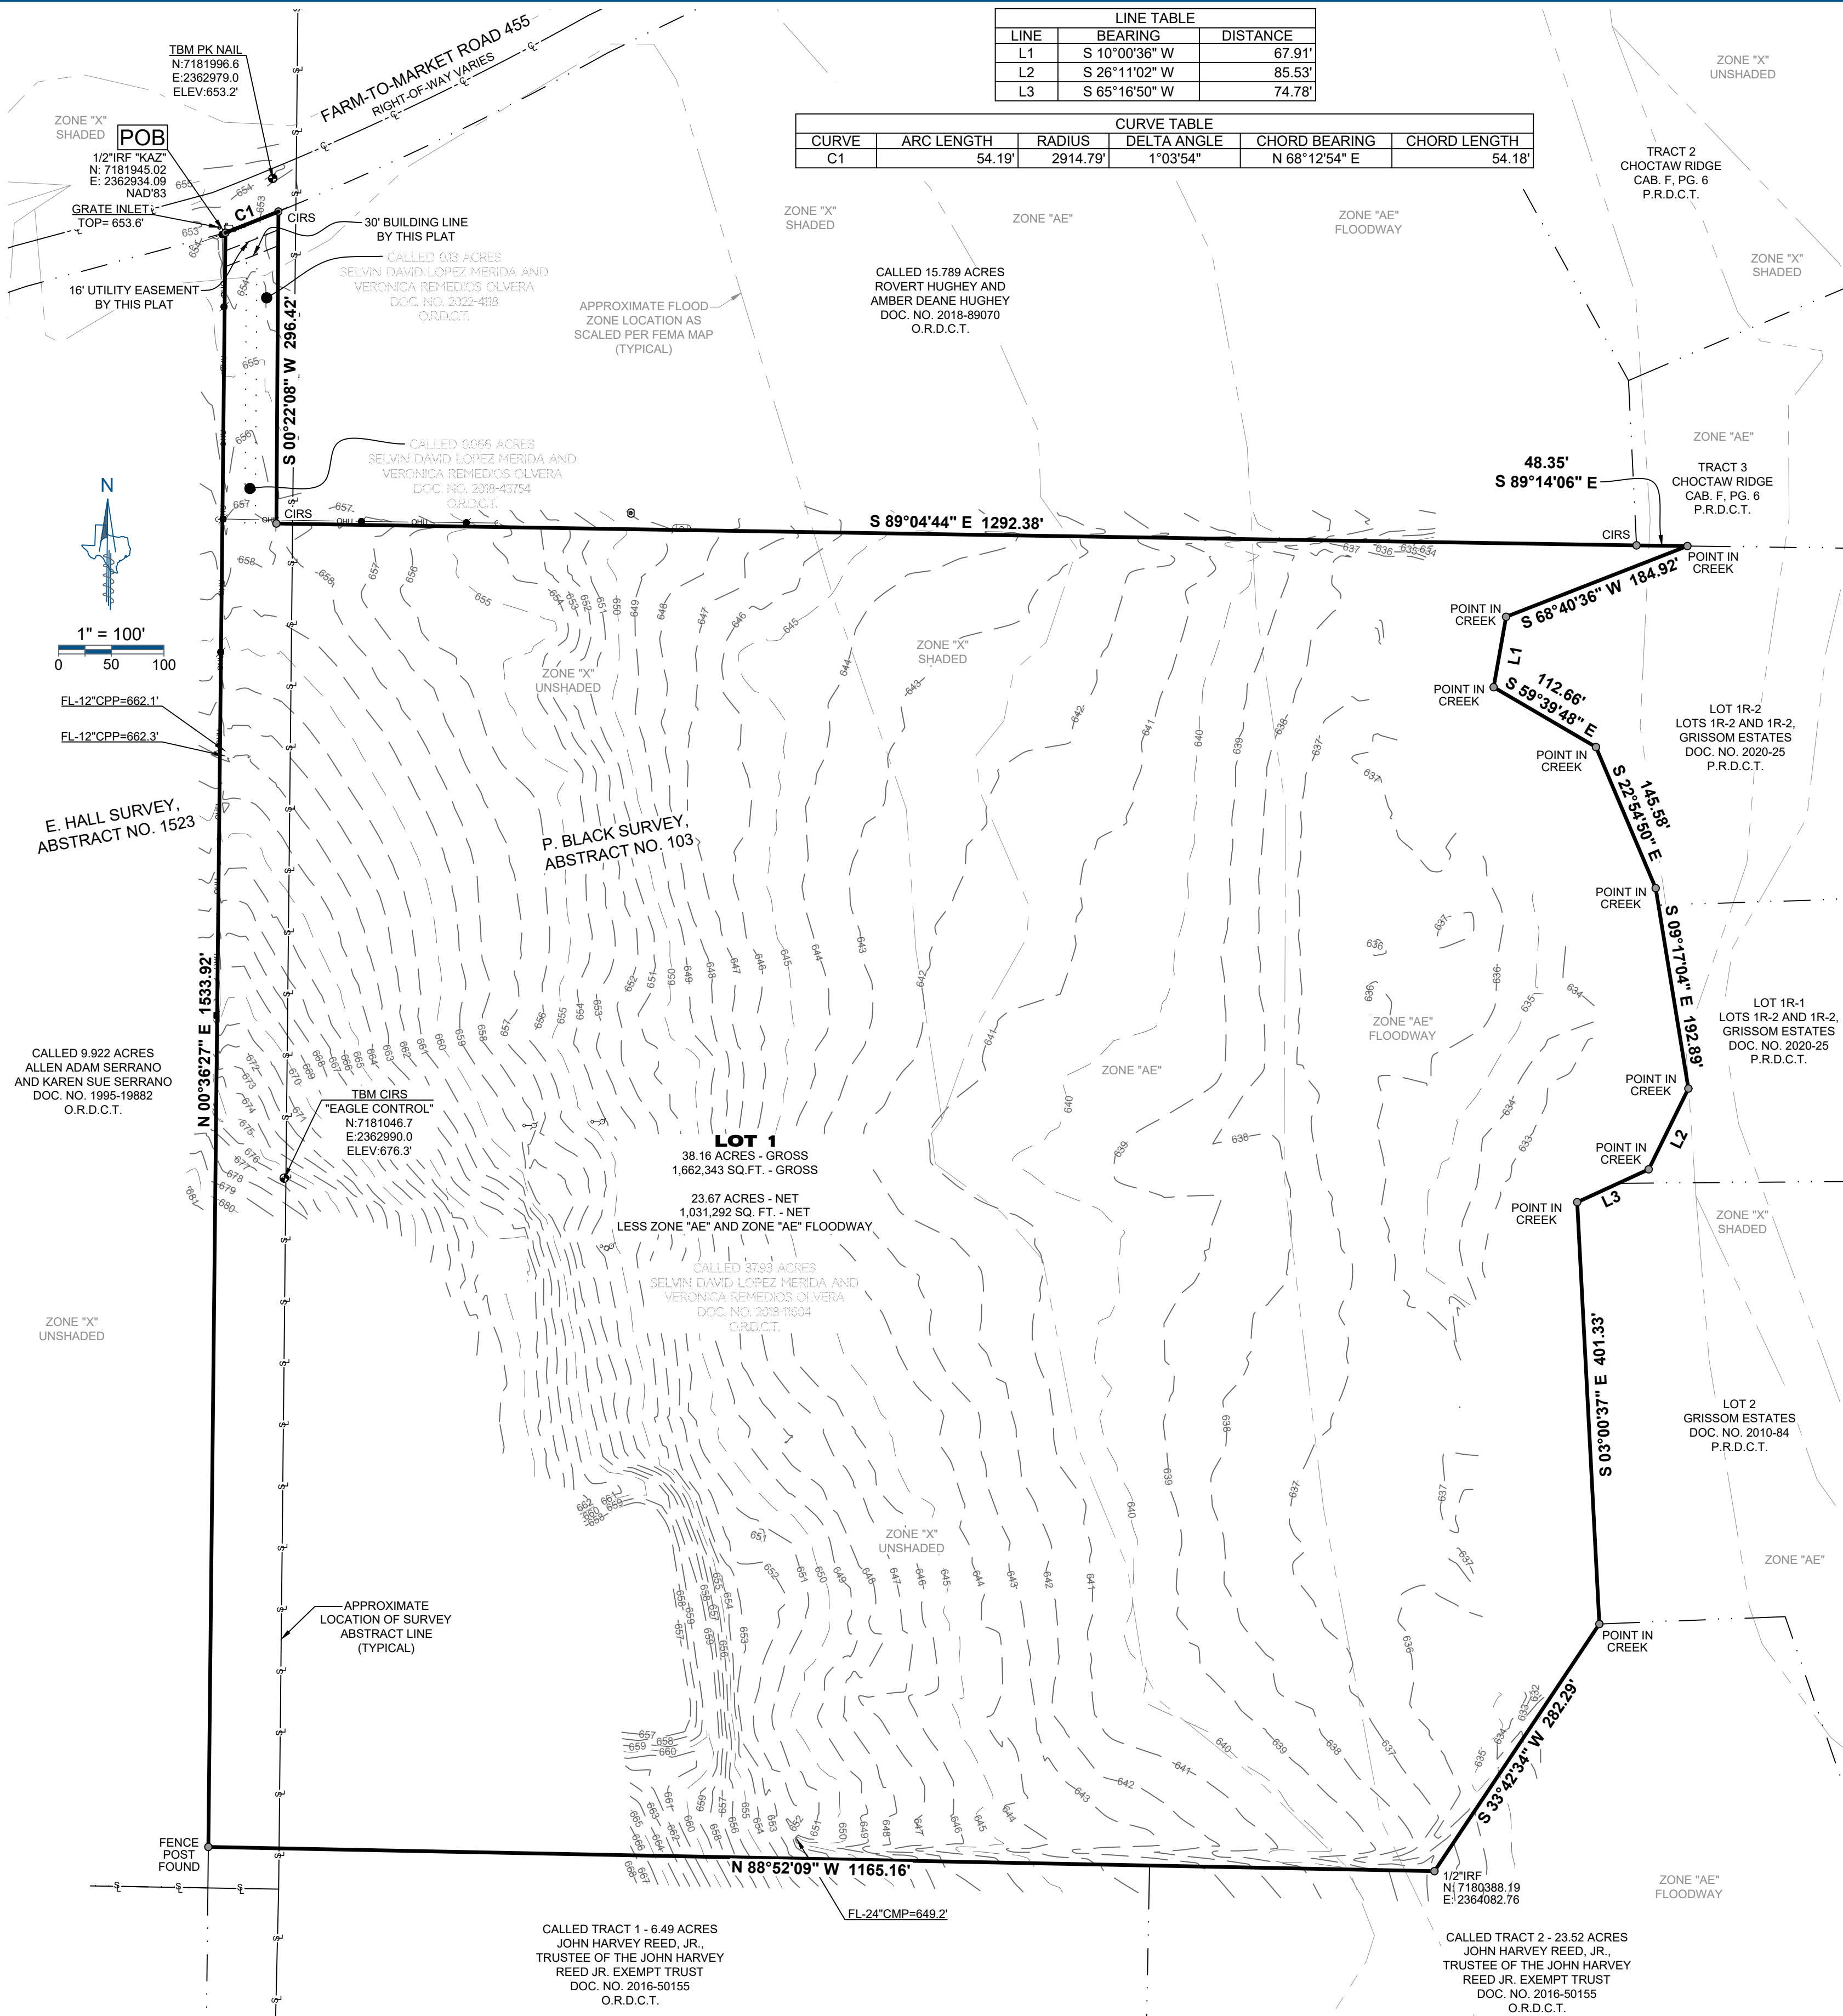 LINE TABLE
LINE BEARING DISTANCE
L1 S 10°00'36" W 67.91'
L2 S 26°11'02" W 85.53'
L3 S 65°16'50" W 74.78'
CURVE TABLE
CURVE ARC LENGTH RADIUS DELTA ANGLE CHORD BEARING CHORD LENGTH
C1 54.19' 2914.79' 1°03'54" N 68°12'54" E 54.18'
TBM PK NAIL
N:7181996.6
E:2362979.0
ELEV:653.2'
FARM-TO-MARKET ROAD 455
RIGHT-OF-WAY VARIES
ZONE "X"
SHADED
POB
1/2"IRF "KAZ"
N: 7181945.02
E: 2362934.09
NAD'83
GRATE INLET
TOP= 653.6'
C1
CIRS
30' BUILDING LINE
BY THIS PLAT
16' UTILITY EASEMENT
BY THIS PLAT
CALLED 0.13 ACRES
SELVIN DAVID LOPEZ MERIDA AND
VERONICA REMEDIOS OLVERA
DOC. NO. 2022-4118
O.R.D.C.T.
S 00°22'08" W 296.42'
APPROXIMATE FLOOD
ZONE LOCATION AS
SCALED PER FEMA MAP
(TYPICAL)
ZONE "X"
SHADED
ZONE "AE"
ZONE "AE"
FLOODWAY
CALLED 15.789 ACRES
ROVERT HUGHEY AND
AMBER DEANE HUGHEY
DOC. NO. 2018-89070
O.R.D.C.T.
ZONE "X"
UNSHADED
TRACT 2
CHOCTAW RIDGE
CAB. F, PG. 6
P.R.D.C.T.
ZONE "X"
SHADED
ZONE "AE"
TRACT 3
CHOCTAW RIDGE
CAB. F, PG. 6
P.R.D.C.T.
48.35'
S 89°14'06" E
CALLED 0.066 ACRES
SELVIN DAVID LOPEZ MERIDA AND
VERONICA REMEDIOS OLVERA
DOC. NO. 2018-43754
O.R.D.C.T.
CIRS
S 89°04'44" E 1292.38'
CIRS
POINT IN
CREEK
S 68°40'36" W 184.92'
POINT IN
CREEK
L1
POINT IN
CREEK
112.66'
S 59°39'48" E
POINT IN
CREEK
145.58'
S 22°54'50" E
POINT IN
CREEK
S 09°17'04" E 192.89'
POINT IN
CREEK
L2
POINT IN
CREEK
L3
POINT IN
CREEK
N
1" = 100'
0 50 100
FL-12"CPP=662.1'
FL-12"CPP=662.3'
E. HALL SURVEY,
ABSTRACT NO. 1523
P. BLACK SURVEY,
ABSTRACT NO. 103
ZONE "X"
UNSHADED
ZONE "X"
SHADED
LOT 1R-2
LOTS 1R-2 AND 1R-2,
GRISSOM ESTATES
DOC. NO. 2020-25
P.R.D.C.T.
LOT 1R-1
LOTS 1R-2 AND 1R-2,
GRISSOM ESTATES
DOC. NO. 2020-25
P.R.D.C.T.
ZONE "AE"
FLOODWAY
ZONE "AE"
N 00°36'27" E 1533.92'
CALLED 9.922 ACRES
ALLEN ADAM SERRANO
AND KAREN SUE SERRANO
DOC. NO. 1995-19882
O.R.D.C.T.
TBM CIRS
"EAGLE CONTROL"
N:7181046.7
E:2362990.0
ELEV:676.3'
LOT 1
38.16 ACRES - GROSS
1,662,343 SQ.FT. - GROSS
23.67 ACRES - NET
1,031,292 SQ. FT. - NET
LESS ZONE "AE" AND ZONE "AE" FLOODWAY
CALLED 37.93 ACRES
SELVIN DAVID LOPEZ MERIDA AND
VERONICA REMEDIOS OLVERA
DOC. NO. 2018-11604
O.R.D.C.T.
ZONE "X"
SHADED
ZONE "X"
UNSHADED
S 03°00'37" E 401.33'
LOT 2
GRISSOM ESTATES
DOC. NO. 2010-84
P.R.D.C.T.
ZONE "X"
UNSHADED
ZONE "AE"
APPROXIMATE
LOCATION OF SURVEY
ABSTRACT LINE
(TYPICAL)
POINT IN
CREEK
S 33°42'34" W 282.29'
FENCE
POST
FOUND
N 88°52'09" W 1165.16'
1/2"IRF
N: 7180388.19
E: 2364082.76
ZONE "AE"
FLOODWAY
FL-24"CMP=649.2'
CALLED TRACT 1 - 6.49 ACRES
JOHN HARVEY REED, JR.,
TRUSTEE OF THE JOHN HARVEY
REED JR. EXEMPT TRUST
DOC. NO. 2016-50155
O.R.D.C.T.
CALLED TRACT 2 - 23.52 ACRES
JOHN HARVEY REED, JR.,
TRUSTEE OF THE JOHN HARVEY
REED JR. EXEMPT TRUST
DOC. NO. 2016-50155
O.R.D.C.T.